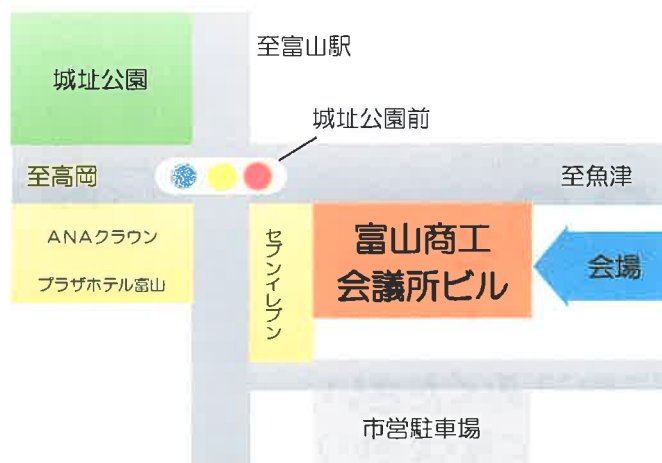 至富山駅
城址公園
城址公園前
至高岡
至魚津
ANAクラウン
プラザホテル富山
セブンイレブン
富山商工
会議所ビル
会場
市営駐車場